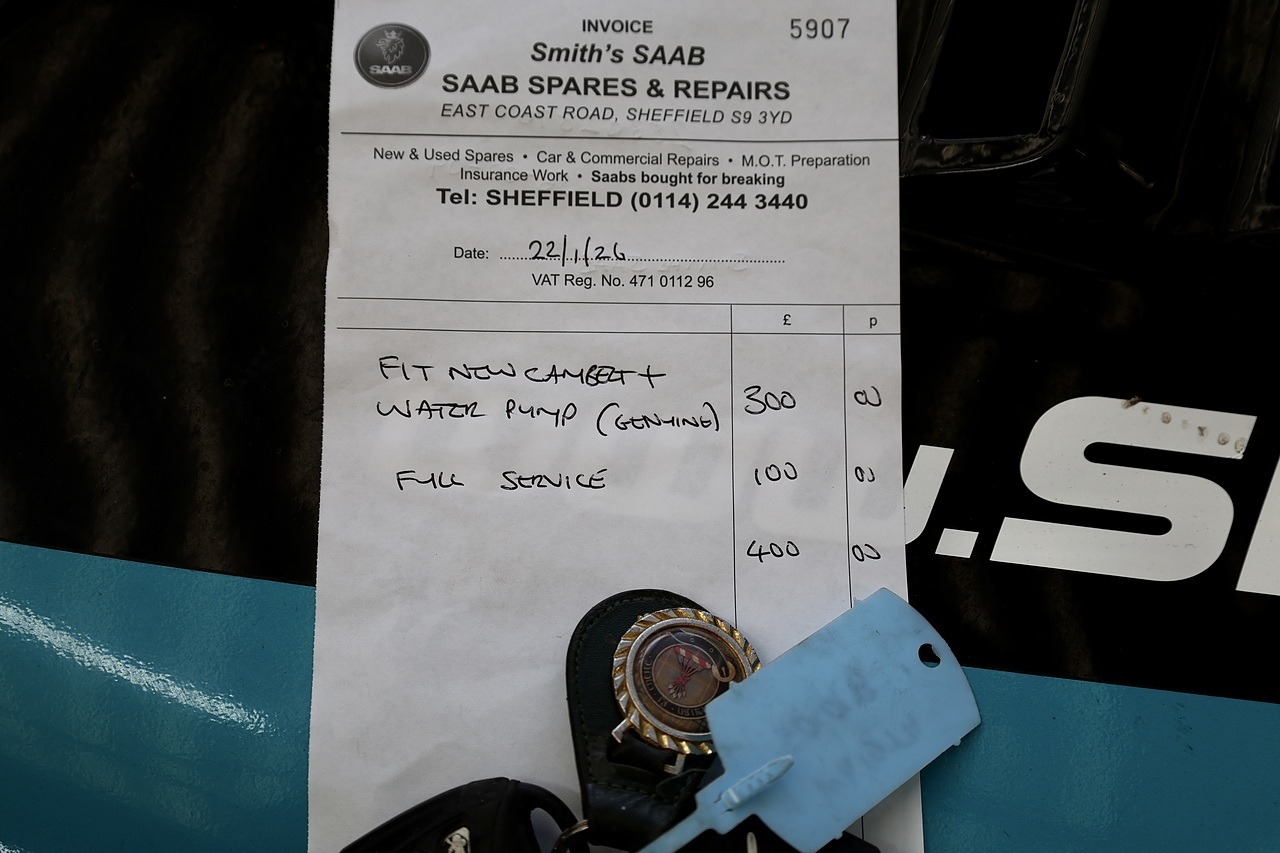 INVOICE
5907
SAAB
Smith's SAAB
SAAB SPARES & REPAIRS
EAST COAST ROAD, SHEFFIELD S9 3YD
New & Used Spares • Car & Commercial Repairs • M.O.T. Preparation
Insurance Work • Saabs bought for breaking
Tel: SHEFFIELD (0114) 244 3440
Date: 22/1/26
VAT Reg. No. 471 0112 96
£ p
FIT NEW CAMBELT +
WATER PUMP (GENUINE) 300 00
FULL SERVICE 100 00
400 00
.S